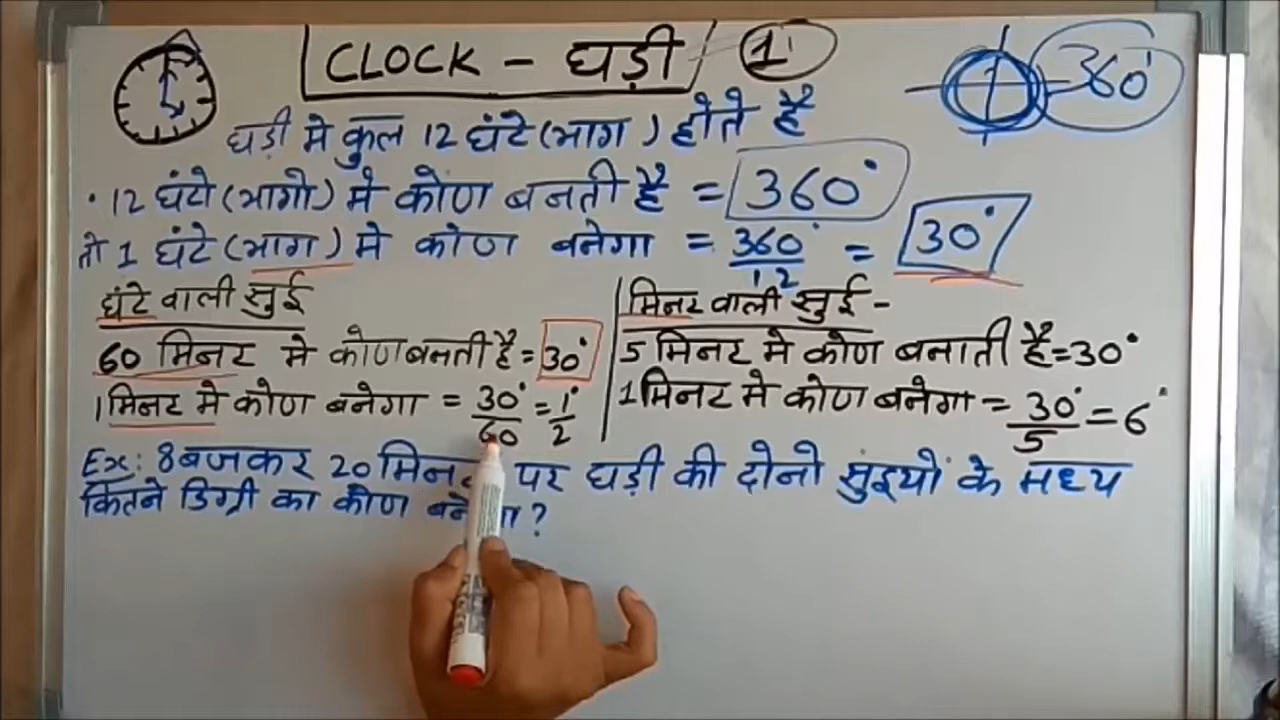 CLOCK - घड़ी 1
360°
घड़ी मे कुल 12 घंटे (भाग) होते है
· 12 घंटो (भागो) मे कोण बनती है = 360°
तो 1 घंटे (भाग) मे कोण बनेगा = 360°/12 = 30°
घंटे वाली सुई
60 मिनट मे कोण बनती है = 30°
1 मिनट मे कोण बनेगा = 30°/60 = 1°/2
मिनट वाली सुई -
5 मिनट मे कोण बनाती है = 30°
1 मिनट मे कोण बनेगा = 30°/5 = 6°
Ex: 8 बजकर 20 पर घड़ी की दोनो सुंइयों के मध्य
कितने डिग्री का कोण ?